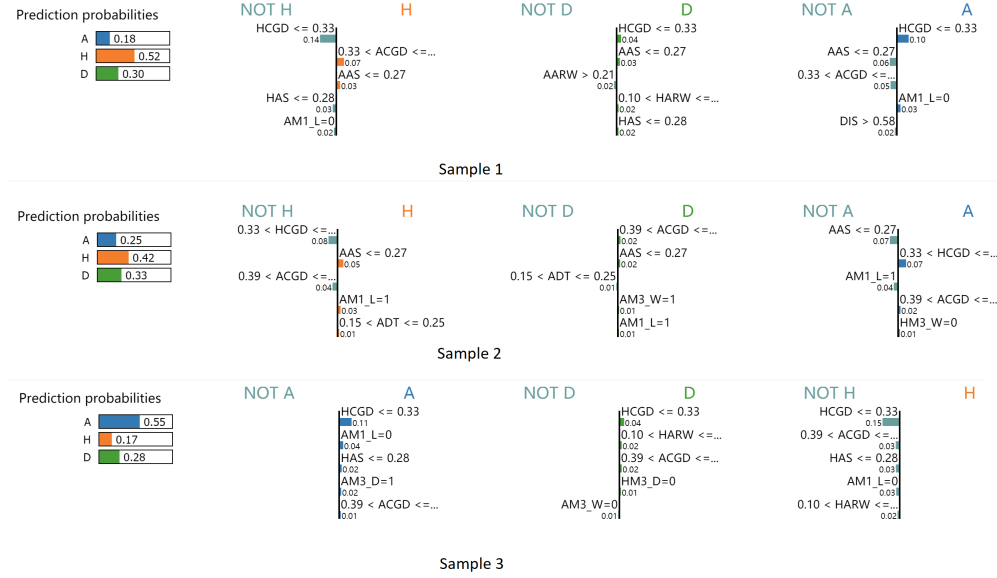 Prediction probabilities
A 0.18
H 0.52
D 0.30
NOT H H
HCGD <= 0.33
0.14
0.33 < ACGD <=...
0.07
AAS <= 0.27
0.03
HAS <= 0.28
0.03
AM1_L=0
0.02
NOT D D
HCGD <= 0.33
0.04
AAS <= 0.27
0.03
AARW > 0.21
0.02
0.10 < HARW <=...
0.02
HAS <= 0.28
0.02
NOT A A
HCGD <= 0.33
0.10
AAS <= 0.27
0.06
0.33 < ACGD <=...
0.05
AM1_L=0
0.03
DIS > 0.58
0.02
Sample 1
Prediction probabilities
A 0.25
H 0.42
D 0.33
NOT H H
0.33 < HCGD <=...
0.08
AAS <= 0.27
0.05
0.39 < ACGD <=...
0.04
AM1_L=1
0.03
0.15 < ADT <= 0.25
0.01
NOT D D
0.39 < ACGD <=...
0.02
AAS <= 0.27
0.02
0.15 < ADT <= 0.25
0.01
AM3_W=1
0.01
AM1_L=1
0.01
NOT A A
AAS <= 0.27
0.07
0.33 < HCGD <=...
0.07
AM1_L=1
0.04
0.39 < ACGD <=...
0.02
HM3_W=0
0.01
Sample 2
Prediction probabilities
A 0.55
H 0.17
D 0.28
NOT A A
HCGD <= 0.33
0.11
AM1_L=0
0.04
HAS <= 0.28
0.02
AM3_D=1
0.02
0.39 < ACGD <=...
0.01
NOT D D
HCGD <= 0.33
0.04
0.10 < HARW <=...
0.02
0.39 < ACGD <=...
0.02
HM3_D=0
0.01
AM3_W=0
0.01
NOT H H
HCGD <= 0.33
0.15
0.39 < ACGD <=...
0.03
HAS <= 0.28
0.03
AM1_L=0
0.03
0.10 < HARW <=...
0.02
Sample 3